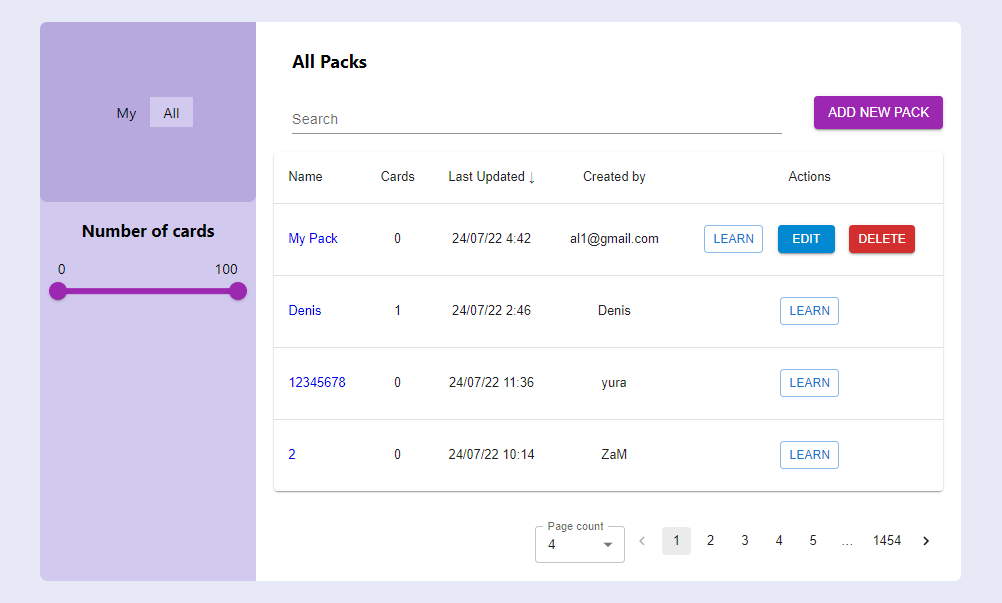 My All
Number of cards
0 100
All Packs
Search
ADD NEW PACK
Name Cards Last Updated ↓ Created by Actions
My Pack 0 24/07/22 4:42 al1@gmail.com LEARN EDIT DELETE
Denis 1 24/07/22 2:46 Denis LEARN
12345678 0 24/07/22 11:36 yura LEARN
2 0 24/07/22 10:14 ZaM LEARN
Page count
4 1 2 3 4 5 ... 1454